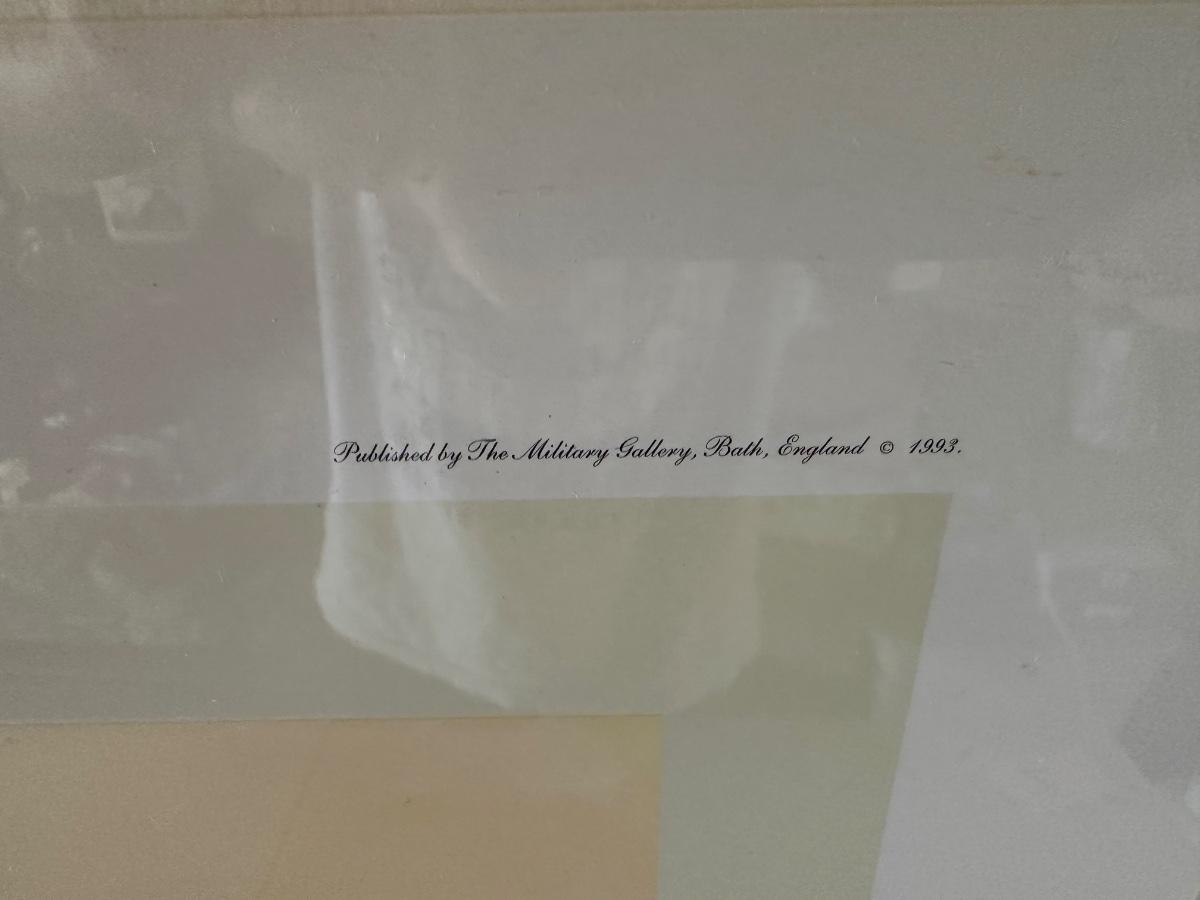 Published by The Military Gallery, Bath, England © 1993.